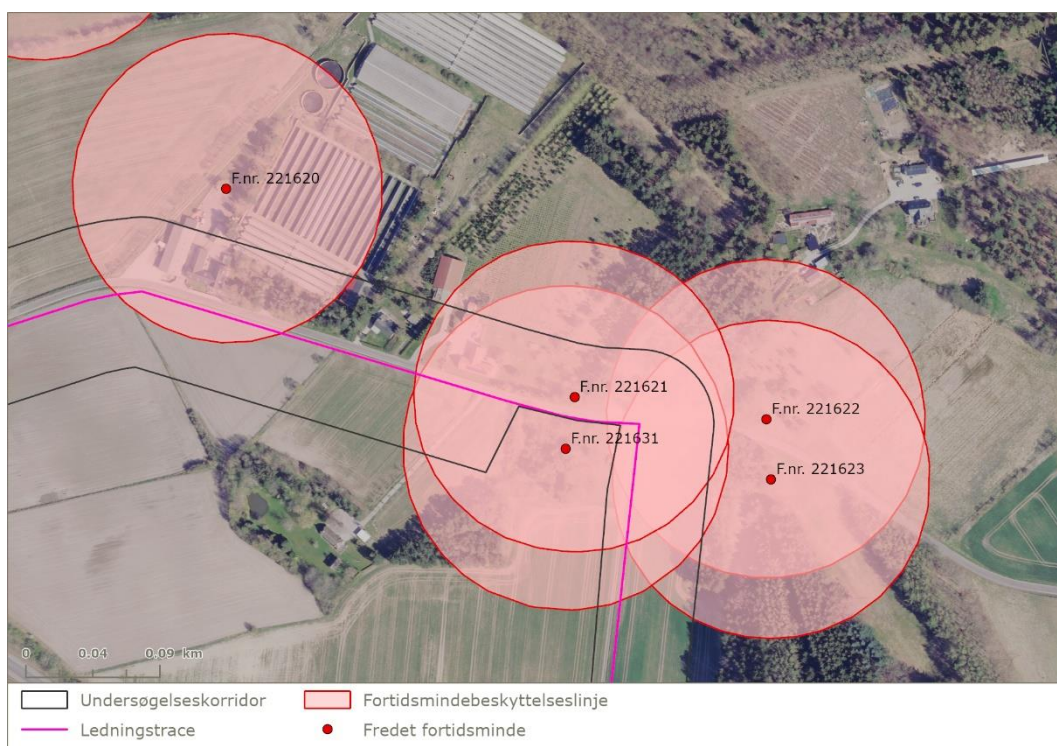 F.nr. 221620
F.nr. 221621
F.nr. 221622
F.nr. 221631
F.nr. 221623
0 0.04 0.09 km
Undersøgelseskorridor Fortidsmindebeskyttelseslinje
Ledningstrace Fredet fortidsminde